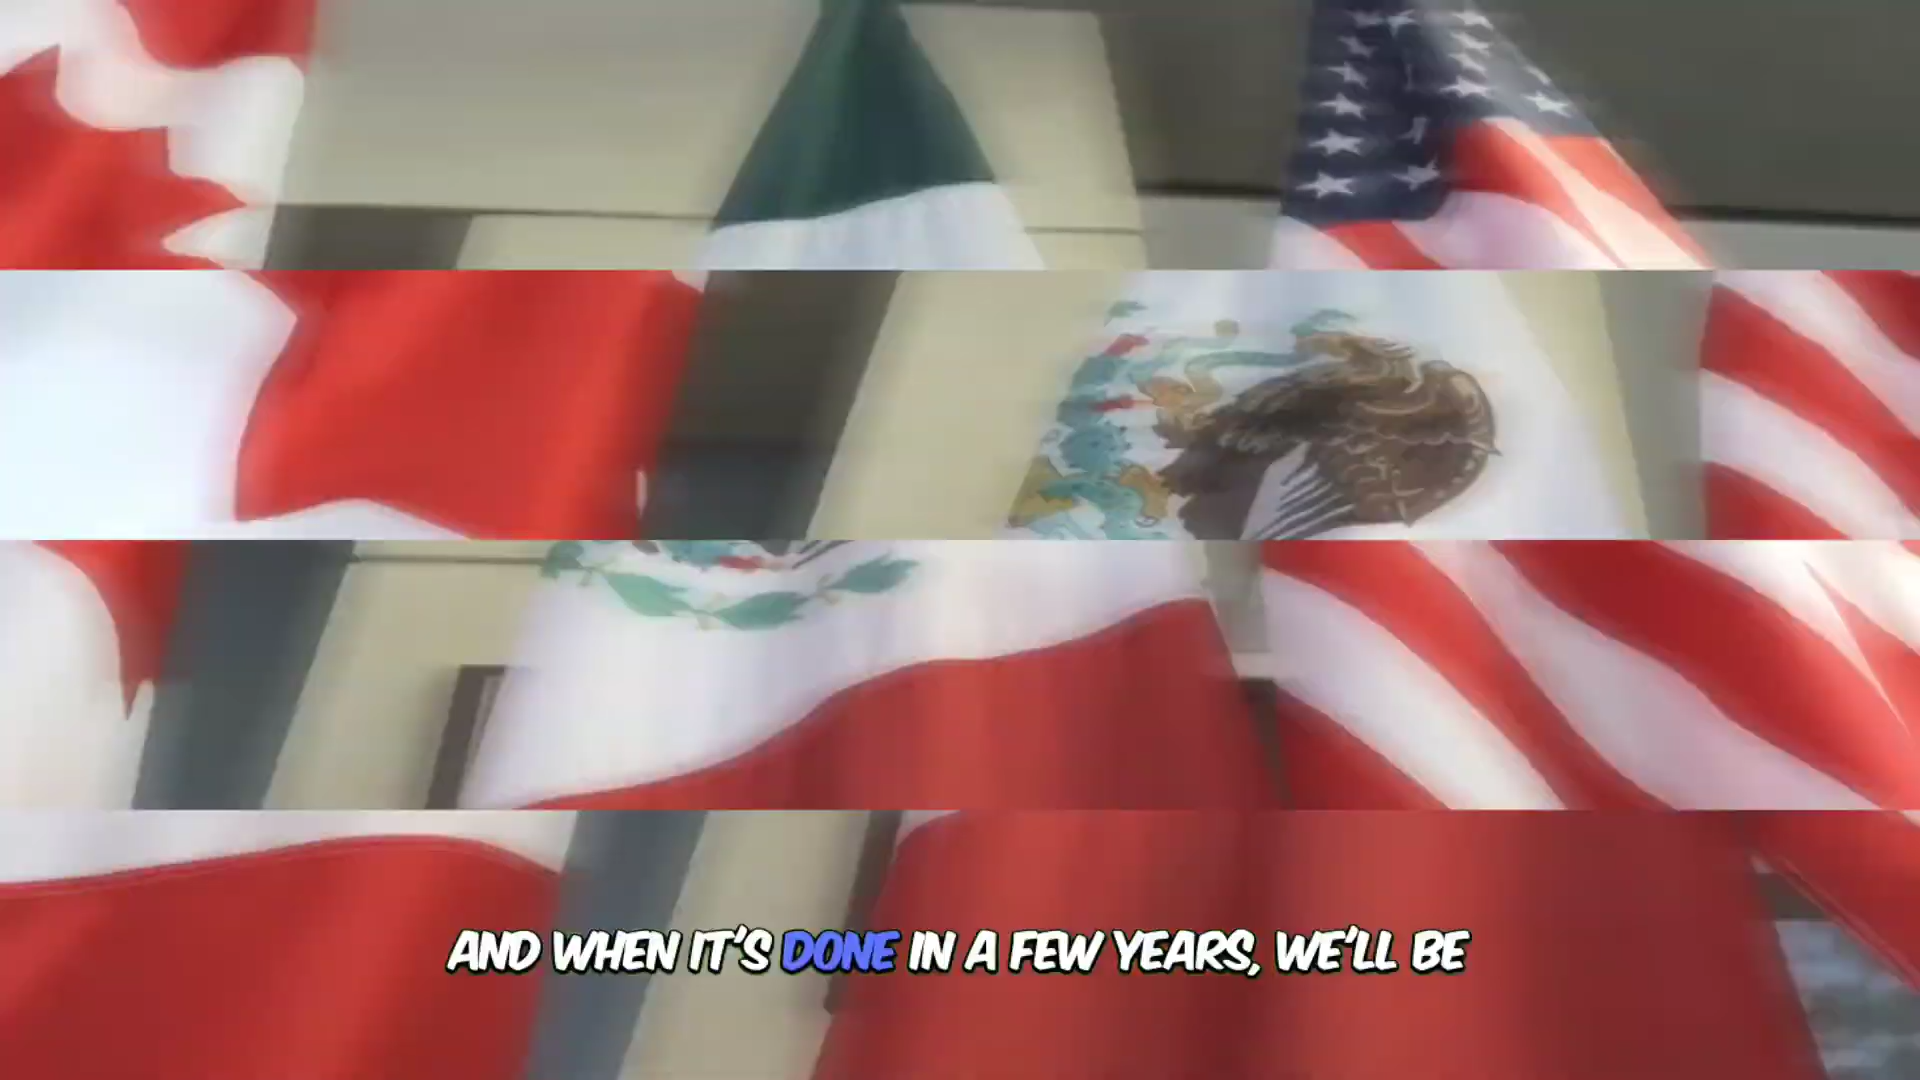 AND WHEN IT'S DONE IN A FEW YEARS, WE'LL BE